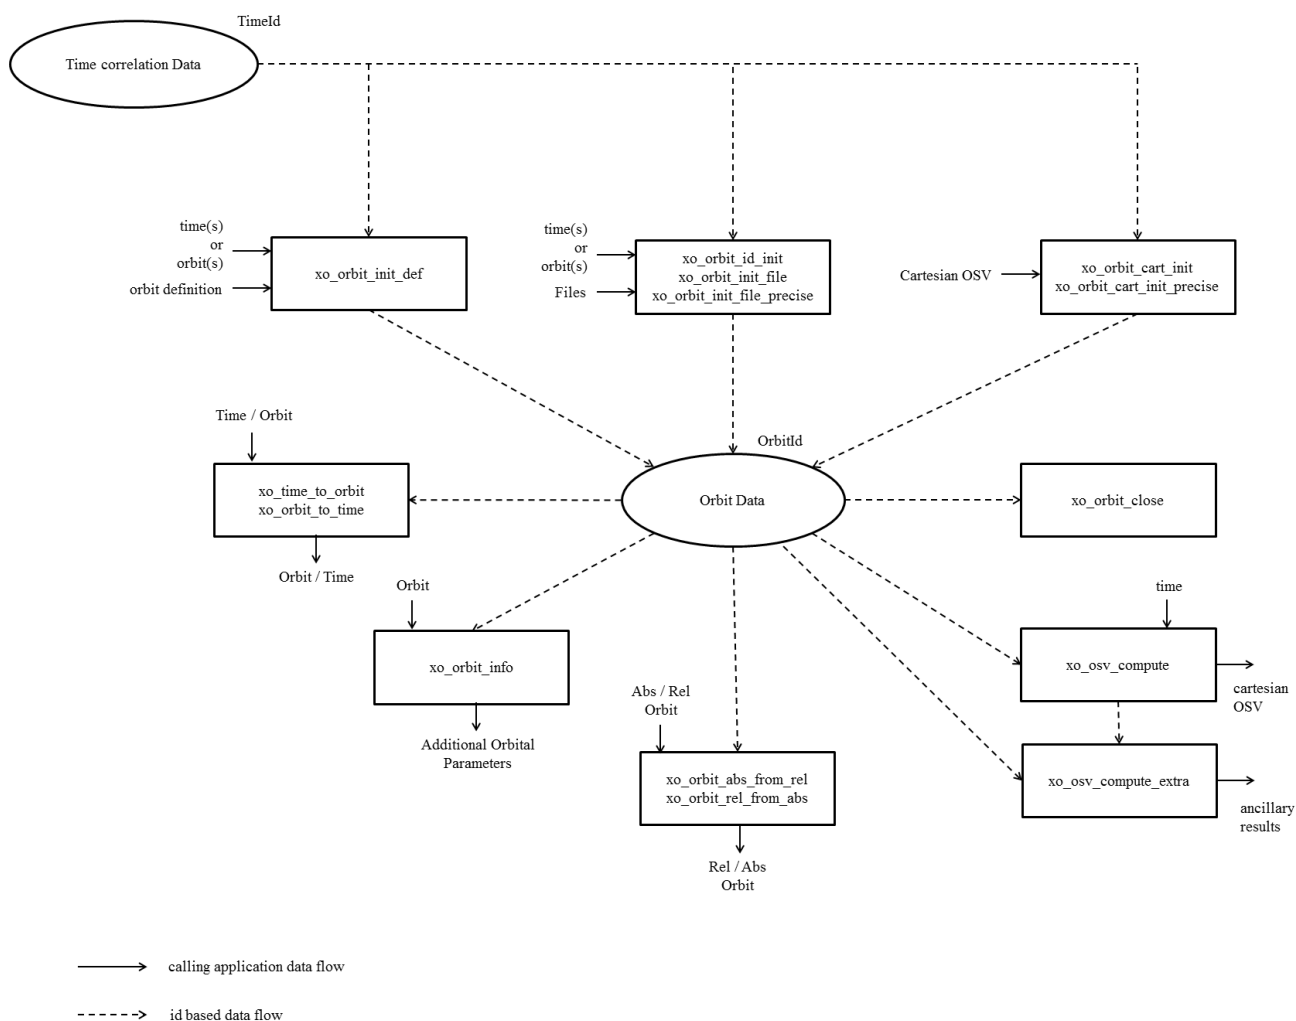 TimeId
Time correlation Data
time(s)
or
orbit(s)
orbit definition
xo_orbit_init_def
time(s)
or
orbit(s)
Files
xo_orbit_id_init
xo_orbit_init_file
xo_orbit_init_file_precise
Cartesian OSV
xo_orbit_cart_init
xo_orbit_cart_init_precise
Time / Orbit
xo_time_to_orbit
xo_orbit_to_time
Orbit / Time
OrbitId
Orbit Data
xo_orbit_close
Orbit
xo_orbit_info
Additional Orbital
Parameters
Abs / Rel
Orbit
xo_orbit_abs_from_rel
xo_orbit_rel_from_abs
Rel / Abs
Orbit
time
xo_osv_compute
cartesian
OSV
xo_osv_compute_extra
ancillary
results
calling application data flow
id based data flow